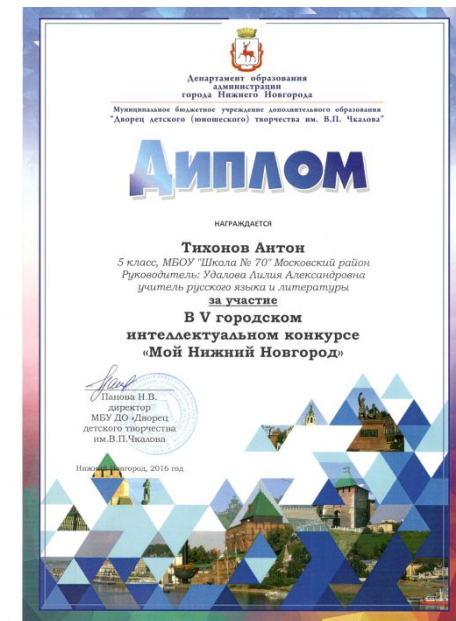 Департамент образования
администрации
города Нижнего Новгорода
Муниципальное бюджетное учреждение дополнительного образования
"Дворец детского (юношеского) творчества им. В.П. Чкалова"
Диплом
НАГРАЖДАЕТСЯ
Тихонов Антон
5 класс, МБОУ "Школа № 70" Московский район
Руководитель: Удалова Лилия Александровна
учитель русского языка и литературы
за участие
В V городском
интеллектуальном конкурсе
«Мой Нижний Новгород»
Панова Н.В.
директор
МБУ ДО «Дворец
детского творчества
им.В.П.Чкалова
Нижний Новгород, 2016 год